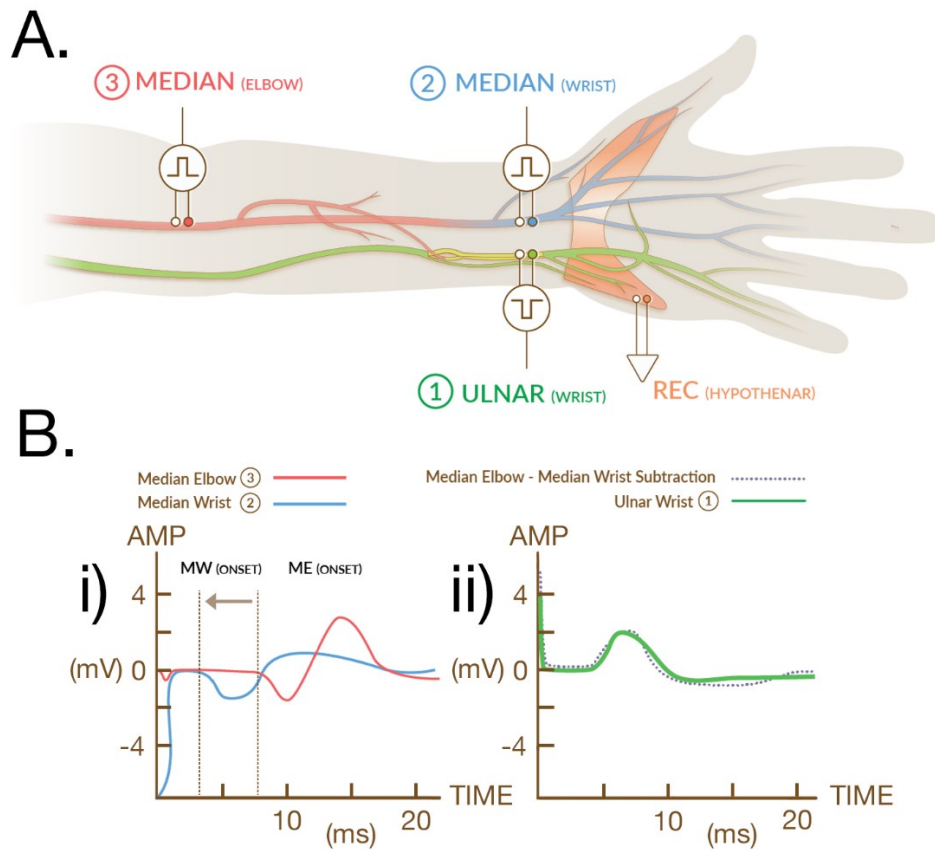 A.
③ MEDIAN (ELBOW)
② MEDIAN (WRIST)
① ULNAR (WRIST)
REC (HYPOTHENAR)
B.
Median Elbow ③
Median Wrist ②
Median Elbow - Median Wrist Subtraction
Ulnar Wrist ①
AMP
i)
MW (ONSET)
ME (ONSET)
4
(mV) 0
-4
TIME
10
20
(ms)
AMP
ii)
4
(mV) 0
-4
TIME
10
20
(ms)